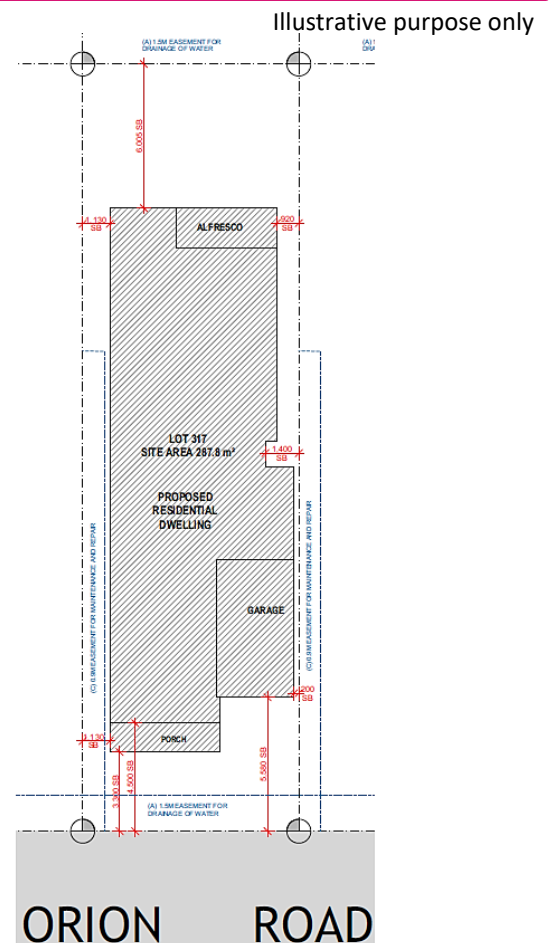 Illustrative purpose only
(A) 1.5M EASEMENT FOR
DRAINAGE OF WATER
(A)
DRA
6.005 SB
1.130
SB
ALFRESCO
920
SB
LOT 317
SITE AREA 287.8 m²
1.400
SB
PROPOSED
RESIDENTIAL
DWELLING
(C) 0.9M EASEMENT FOR MAINTENANCE AND REPAIR
(C) 0.9M EASEMENT FOR MAINTENANCE AND REPAIR
GARAGE
200
SB
1.130
SB
PORCH
3.300 SB
4.500 SB
5.580 SB
(A) 1.5M EASEMENT FOR
DRAINAGE OF WATER
ORION ROAD